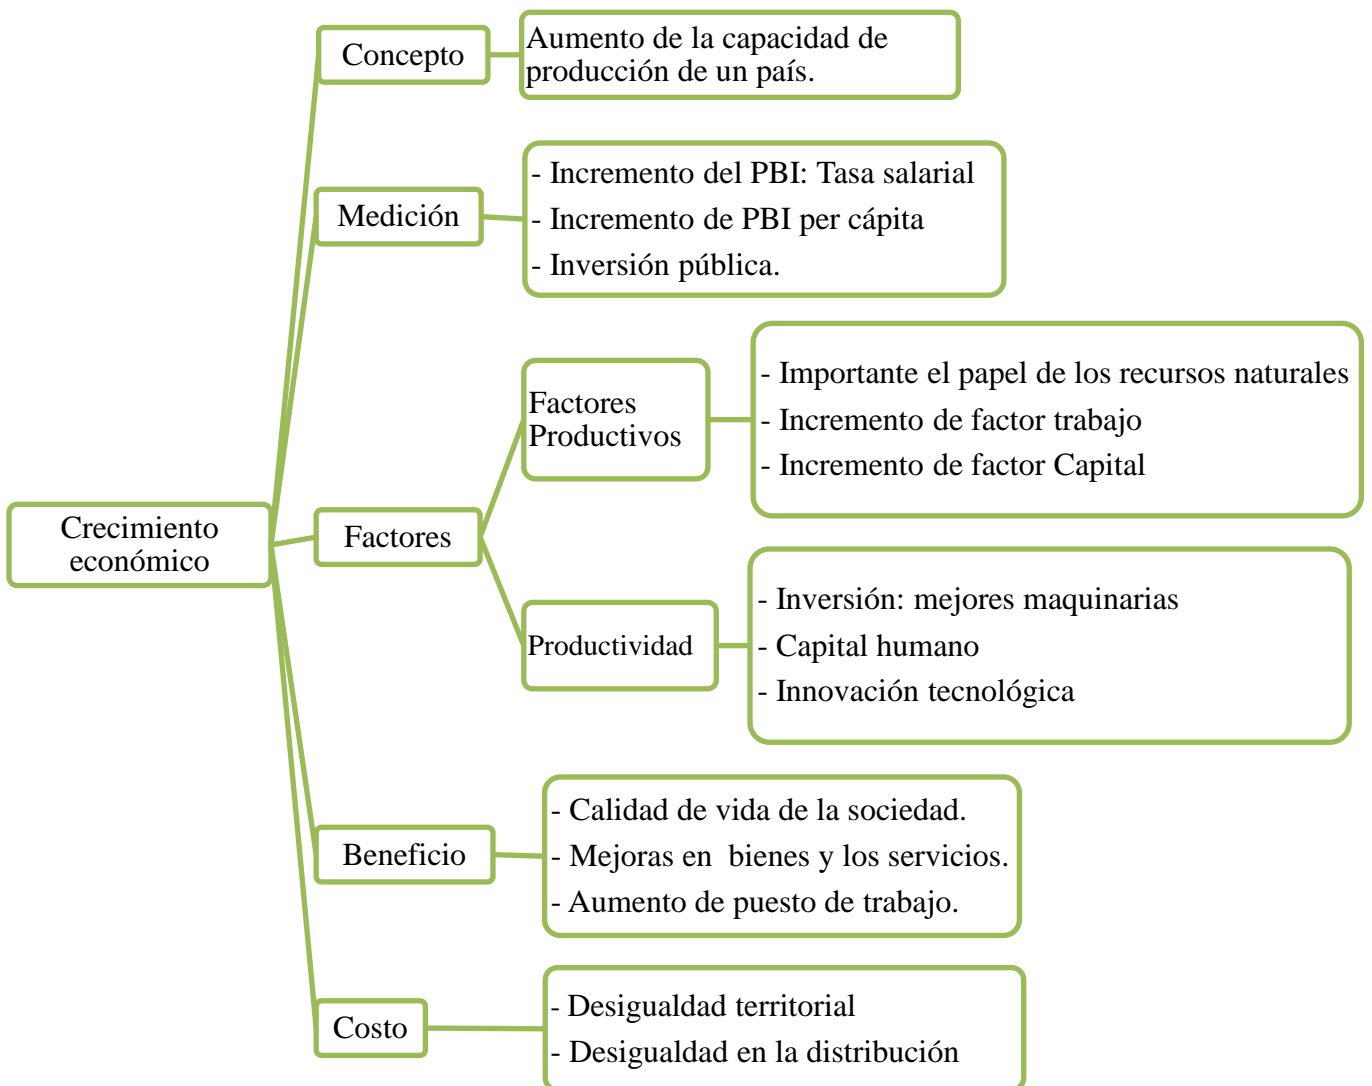 Concepto
Aumento de la capacidad de
producción de un país.
Medición
- Incremento del PBI: Tasa salarial
- Incremento de PBI per cápita
- Inversión pública.
Crecimiento
económico
Factores
Factores
Productivos
- Importante el papel de los recursos naturales
- Incremento de factor trabajo
- Incremento de factor Capital
Productividad
- Inversión: mejores maquinarias
- Capital humano
- Innovación tecnológica
Beneficio
- Calidad de vida de la sociedad.
- Mejoras en  bienes y los servicios.
- Aumento de puesto de trabajo.
Costo
- Desigualdad territorial
- Desigualdad en la distribución